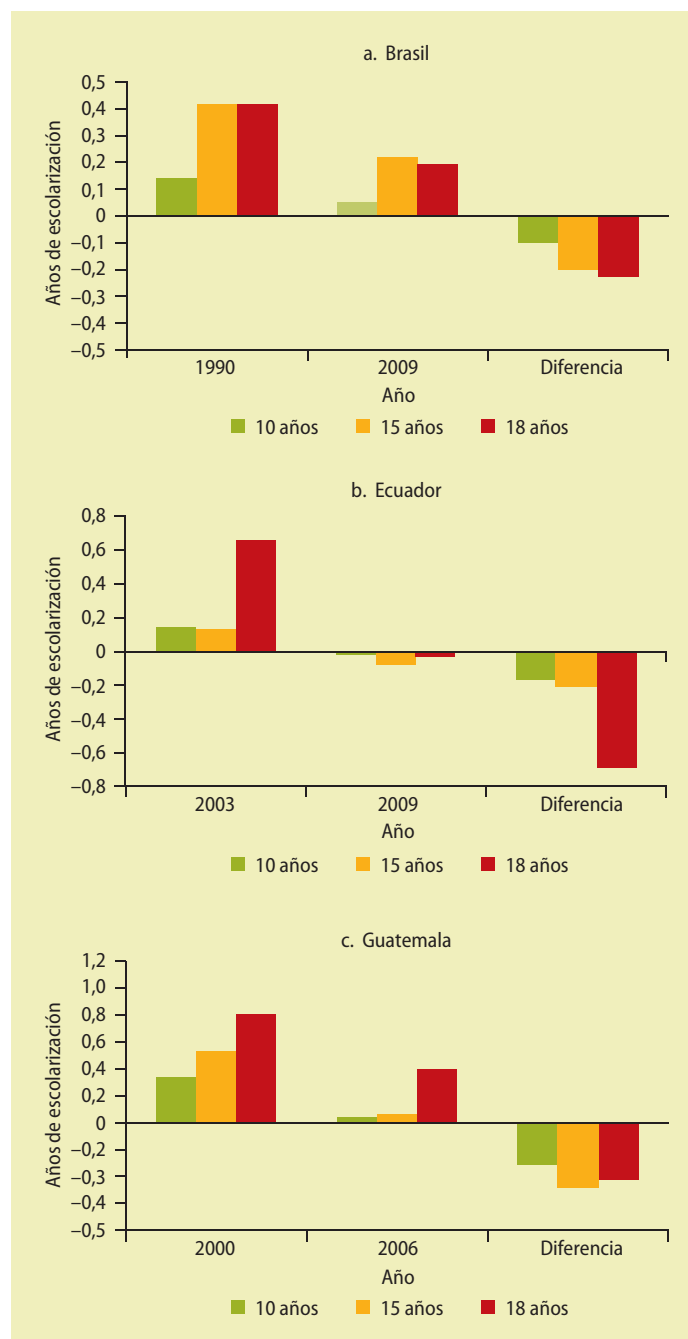 a. Brasil
0,5
0,4
0,3
0,2
0,1
0
–0,1
–0,2
–0,3
–0,4
–0,5
Años de escolarización
1990 2009 Diferencia
Año
10 años 15 años 18 años
b. Ecuador
0,8
0,6
0,4
0,2
0
–0,2
–0,4
–0,6
–0,8
Años de escolarización
2003 2009 Diferencia
Año
10 años 15 años 18 años
c. Guatemala
1,2
1,0
0,8
0,6
0,4
0,2
0
–0,2
–0,3
–0,4
–0,5
Años de escolarización
2000 2006 Diferencia
Año
10 años 15 años 18 años